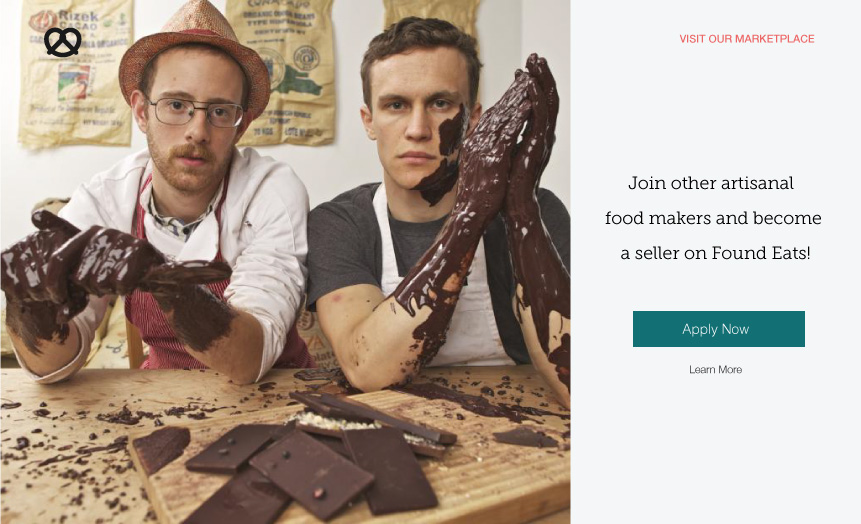 Rizek
CACAO
ORGANIC
VISIT OUR MARKETPLACE
Join other artisanal
food makers and become
a seller on Found Eats!
Apply Now
Learn More